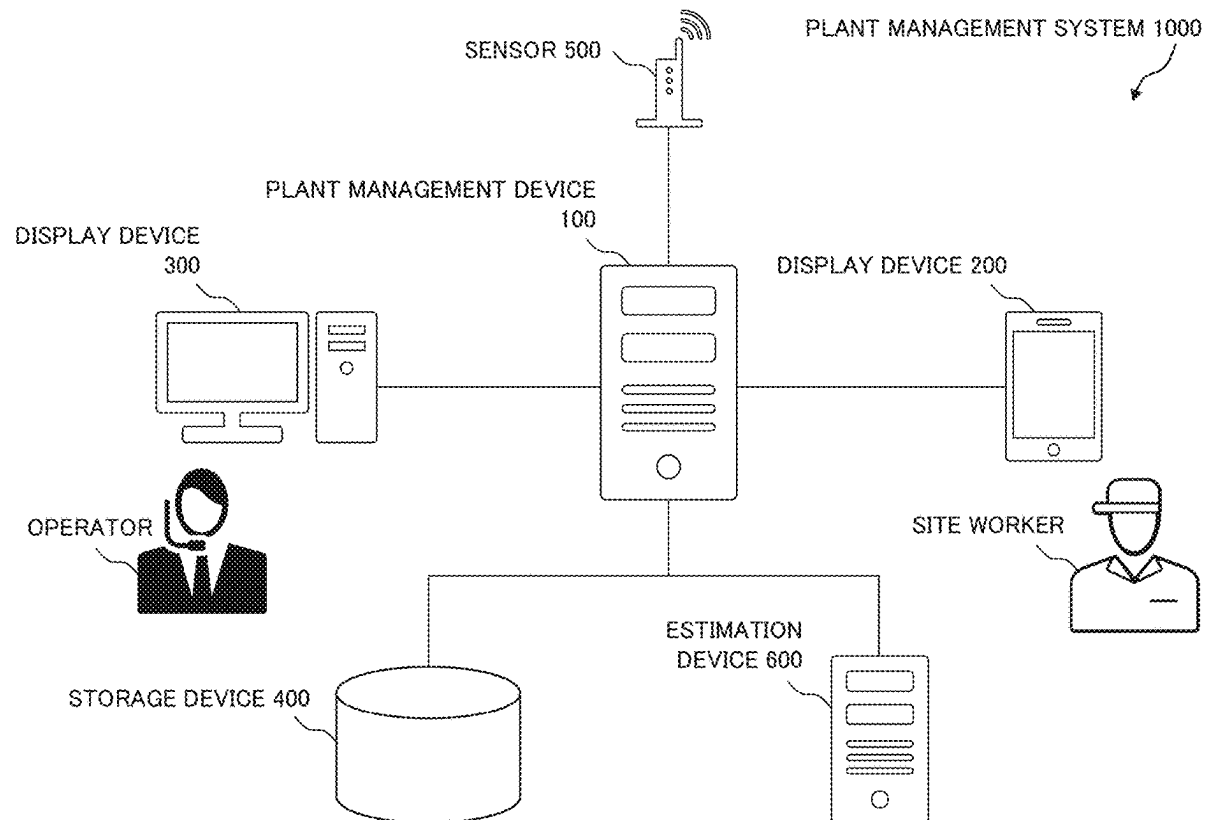 PLANT MANAGEMENT SYSTEM 1000
SENSOR 500
PLANT MANAGEMENT DEVICE
100
DISPLAY DEVICE
300
DISPLAY DEVICE 200
OPERATOR
SITE WORKER
ESTIMATION
DEVICE 600
STORAGE DEVICE 400